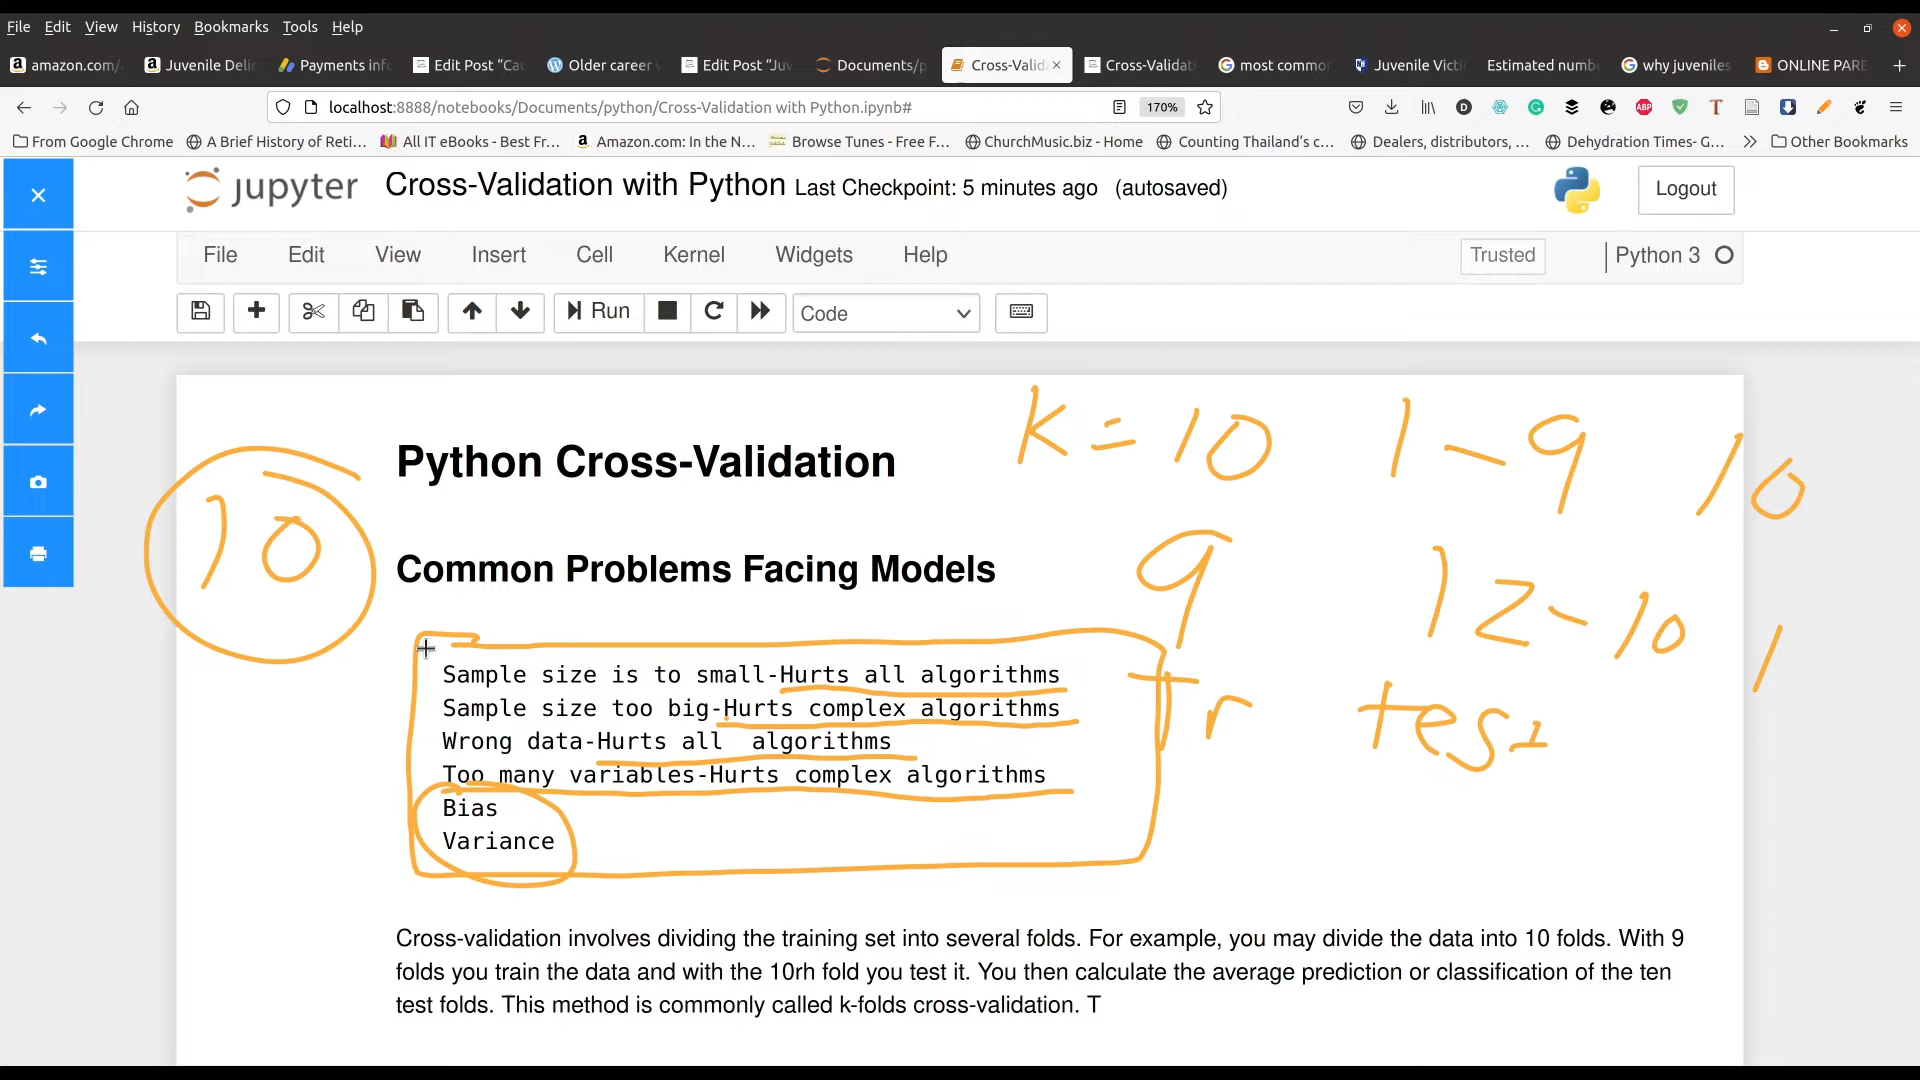 File Edit View History Bookmarks Tools Help
amazon.com/ Juvenile Deli Payments info Edit Post “Ca Older career Edit Post “Juv Documents/p Cross-Valid Cross-Validat most commo Juvenile Victi Estimated numb why juveniles ONLINE PARE
localhost:8888/notebooks/Documents/python/Cross-Validation with Python.ipynb# 170%
From Google Chrome A Brief History of Reti… All IT eBooks - Best Fr… Amazon.com: In the N… Browse Tunes - Free F… ChurchMusic.biz - Home Counting Thailand’s c… Dealers, distributors, … Dehydration Times- G… Other Bookmarks
jupyter Cross-Validation with Python Last Checkpoint: 5 minutes ago (autosaved) Logout
File Edit View Insert Cell Kernel Widgets Help Trusted Python 3
Run Code
k = 10 1 - 9 10
Python Cross-Validation
10
9 12-10 1
Common Problems Facing Models
Sample size is to small-Hurts all algorithms
Sample size too big-Hurts complex algorithms
Tr test
Wrong data-Hurts all  algorithms
Too many variables-Hurts complex algorithms
Bias
Variance
Cross-validation involves dividing the training set into several folds. For example, you may divide the data into 10 folds. With 9
folds you train the data and with the 10rh fold you test it. You then calculate the average prediction or classification of the ten
test folds. This method is commonly called k-folds cross-validation. T